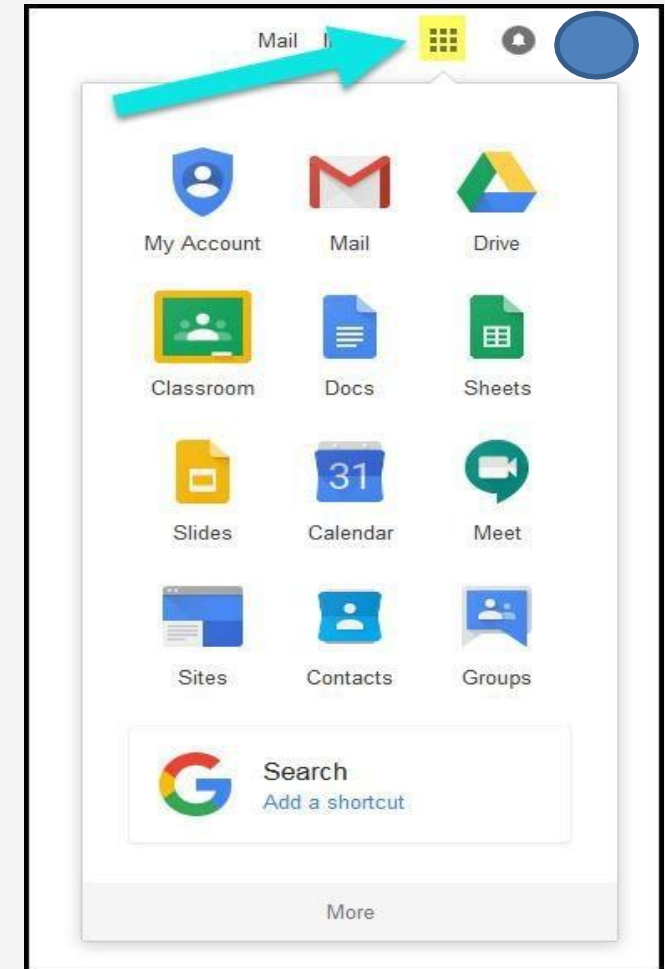 Mail
My Account Mail Drive
Classroom Docs Sheets
31
Slides Calendar Meet
Sites Contacts Groups
Search
Add a shortcut
More